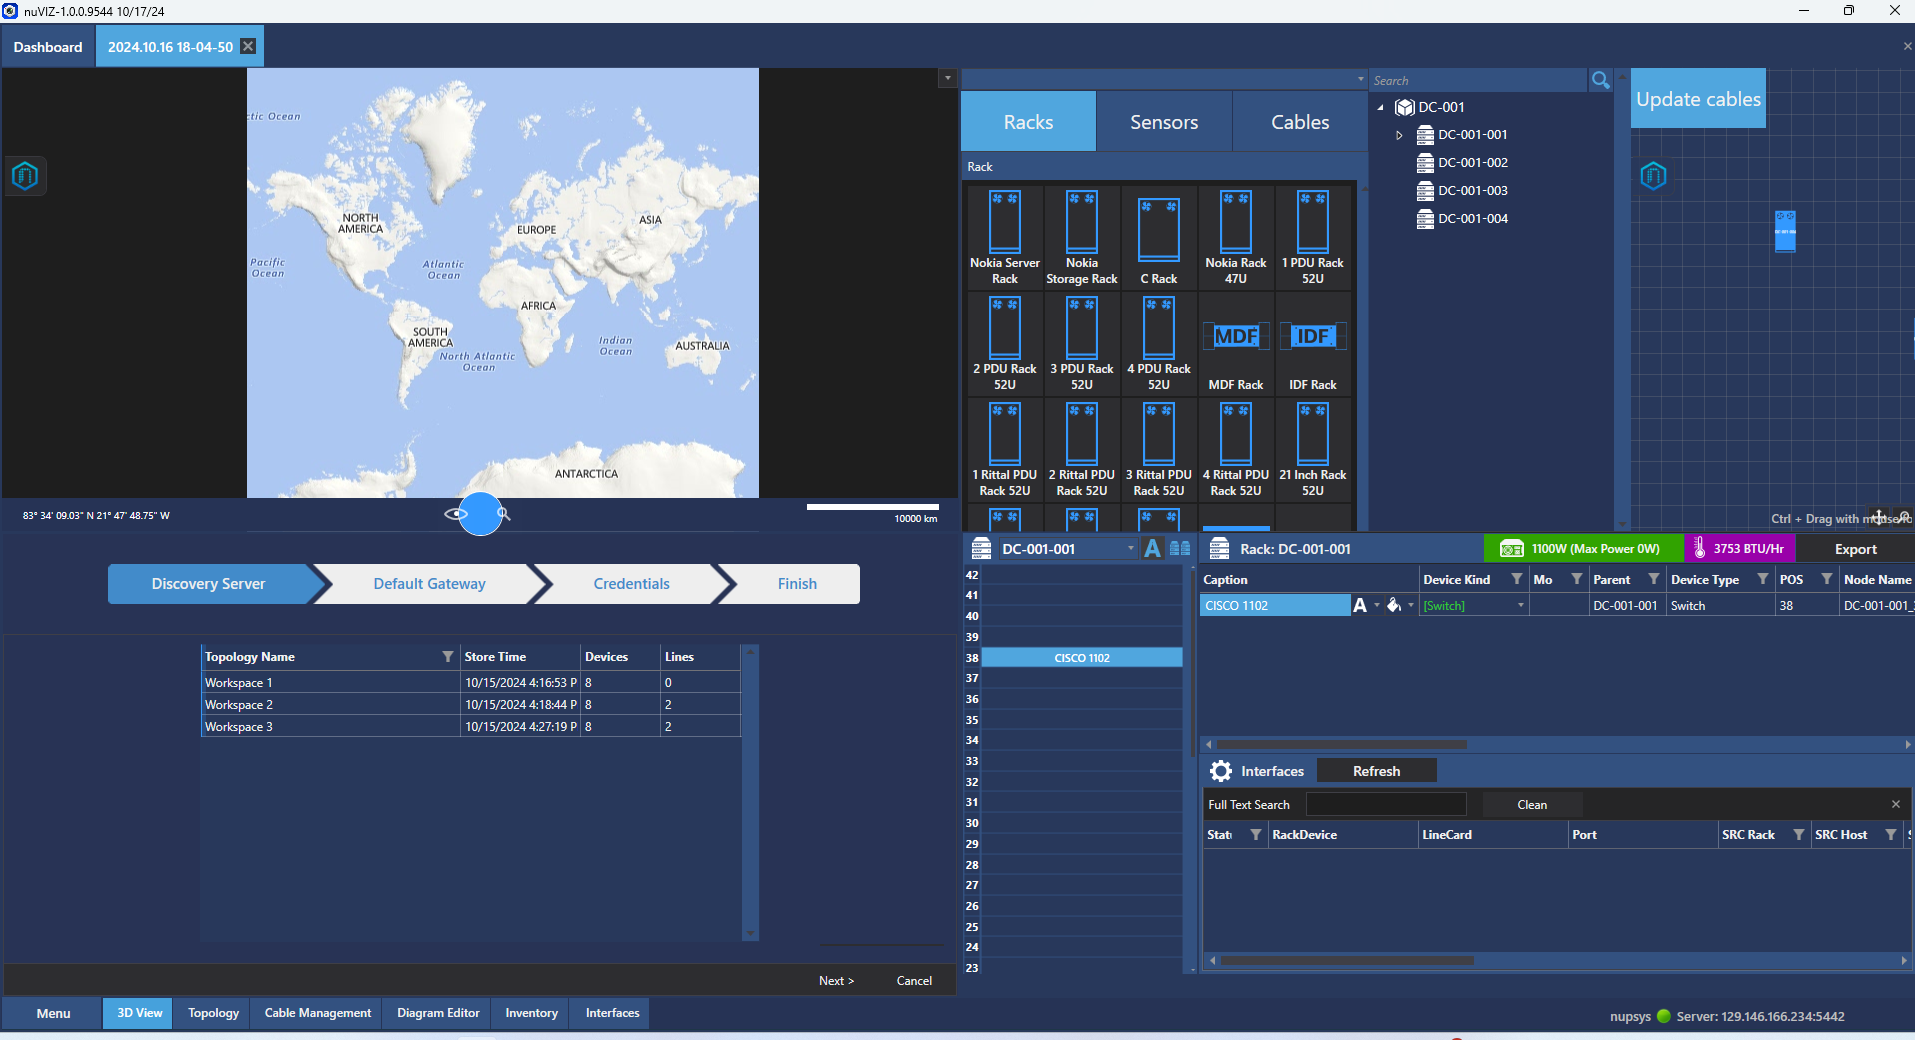 nuVIZ-1.0.0.9544 10/17/24
Dashboard
2024.10.16 18-04-50
ctic Ocean
NORTH
AMERICA
EUROPE
ASIA
Pacific
Ocean
Atlantic
Ocean
AFRICA
SOUTH
AMERICA
North Atlantic
Ocean
Indian
Ocean
AUSTRALIA
ANTARCTICA
83° 34' 09.03" N 21° 47' 48.75" W
10000 km
Racks
Sensors
Cables
Rack
Nokia Server
Rack
Nokia
Storage Rack
C Rack
Nokia Rack
47U
1 PDU Rack
52U
2 PDU Rack
52U
3 PDU Rack
52U
4 PDU Rack
52U
MDF
MDF Rack
IDF
IDF Rack
1 Rittal PDU
Rack 52U
2 Rittal PDU
Rack 52U
3 Rittal PDU
Rack 52U
4 Rittal PDU
Rack 52U
21 Inch Rack
52U
Search
DC-001
DC-001-001
DC-001-002
DC-001-003
DC-001-004
Update cables
Ctrl + Drag with mouse
Discovery Server
Default Gateway
Credentials
Finish
Topology Name Store Time Devices Lines
Workspace 1 10/15/2024 4:16:53 P 8 0
Workspace 2 10/15/2024 4:18:44 P 8 2
Workspace 3 10/15/2024 4:27:19 P 8 2
Next >
Cancel
DC-001-001
A
42
41
40
39
38 CISCO 1102
37
36
35
34
33
32
31
30
29
28
27
26
25
24
23
Rack: DC-001-001
1100W (Max Power 0W)
3753 BTU/Hr
Export
Caption Device Kind Mo Parent Device Type POS Node Name
CISCO 1102 A [Switch] DC-001-001 Switch 38 DC-001-001_
Interfaces
Refresh
Full Text Search
Clean
Stat RackDevice LineCard Port SRC Rack SRC Host
Menu
3D View
Topology
Cable Management
Diagram Editor
Inventory
Interfaces
nupsys
Server: 129.146.166.234:5442